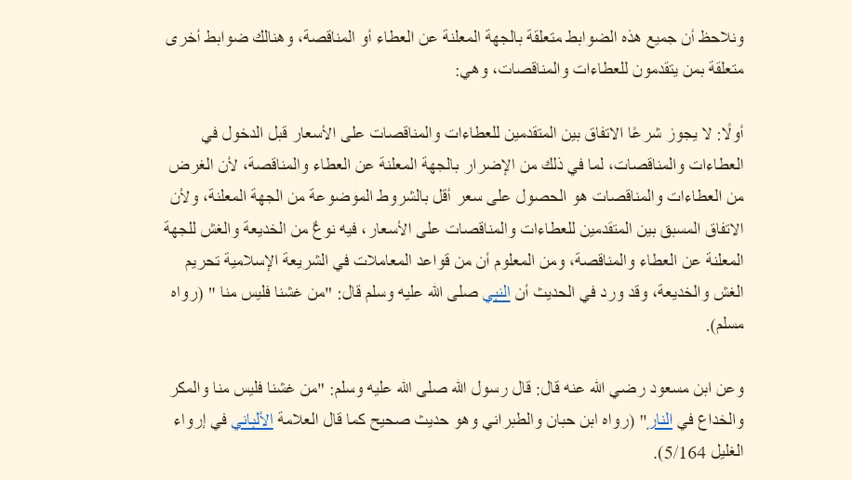 ونلاحظ أن جميع هذه الضوابط متعلقة بالجهة المعلنة عن العطاء أو المناقصة، وهنالك ضوابط أخرى
متعلقة بمن يتقدمون للعطاءات والمناقصات، وهي:
أولًا: لا يجوز شرعًا الاتفاق بين المتقدمين للعطاءات والمناقصات على الأسعار قبل الدخول في
العطاءات والمناقصات، لما في ذلك من الإضرار بالجهة المعلنة عن العطاء والمناقصة، لأن الغرض
من العطاءات والمناقصات هو الحصول على سعر أقل بالشروط الموضوعة من الجهة المعلنة، ولأن
الاتفاق المسبق بين المتقدمين للعطاءات والمناقصات على الأسعار، فيه نوعٌ من الخديعة والغش للجهة
المعلنة عن العطاء والمناقصة، ومن المعلوم أن من قواعد المعاملات في الشريعة الإسلامية تحريم
الغش والخديعة، وقد ورد في الحديث أن النبي صلى الله عليه وسلم قال: "من غشنا فليس منا " (رواه
مسلم).
وعن ابن مسعود رضي الله عنه قال: قال رسول الله صلى الله عليه وسلم: "من غشنا فليس منا والمكر
والخداع في النار" (رواه ابن حبان والطبراني وهو حديث صحيح كما قال العلامة الألباني في إرواء
الغليل 5/164).